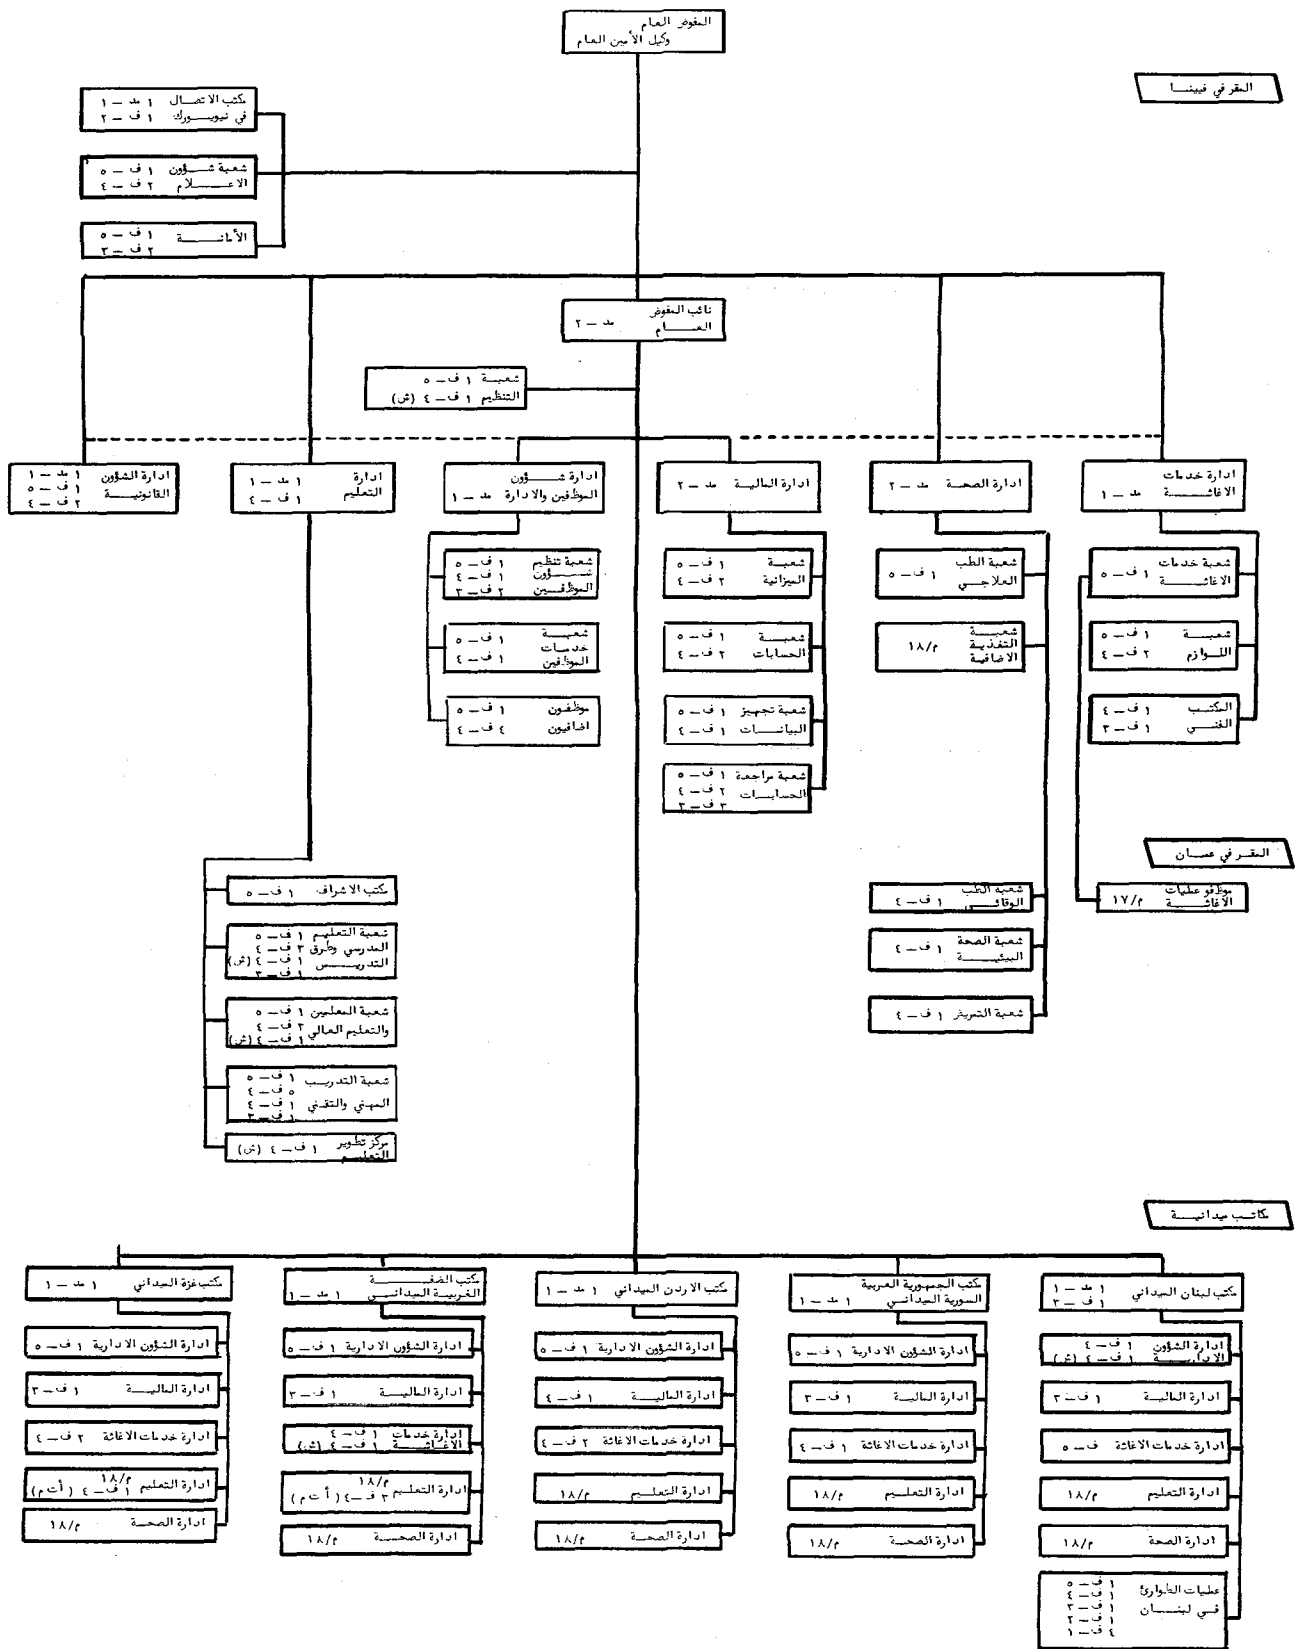 المفوض العام
وكيل الأمين العام
المقر في فيينا
مكتب الاتصال ١ مد - ١
في نيويورك ١ ف - ٢
شعبة شؤون ١ ف - ٥
الاعلام ٢ ف - ٤
الأمانة ١ ف - ٥
٢ ف - ٣
نائب المفوض
العام مد - ٢
شعبة ١ ف - ٥
التنظيم ١ ف - ٤ (ش)
ادارة خدمات
الاغاثة مد - ١
ادارة الصحة مد - ٢
ادارة المالية مد - ٢
ادارة شؤون
الموظفين والادارة مد - ١
ادارة ١ مد - ١
التعليم ١ ف - ٤
ادارة الشؤون ١ مد - ١
القانونية ١ ف - ٥
٢ ف - ٤
شعبة خدمات
الاغاثة ١ ف - ٥
شعبة ١ ف - ٥
اللوازم ٢ ف - ٤
المكتب ١ ف - ٤
الفني ١ ف - ٣
شعبة الطب
العلاجي ١ ف - ٥
شعبة
التغذية م/١٨
الاضافية
شعبة ١ ف - ٥
الميزانية ٢ ف - ٤
شعبة ١ ف - ٥
الحسابات ٢ ف - ٤
شعبة تجهيز ١ ف - ٥
البيانات ١ ف - ٤
شعبة مراجعة ١ ف - ٥
الحسابات ٢ ف - ٤
٣ ف - ٣
شعبة تنظيم ١ ف - ٥
شؤون ١ ف - ٤
الموظفين ٢ ف - ٣
شعبة ١ ف - ٥
خدمات
الموظفين ١ ف - ٤
موظفون ١ ف - ٥
اضافيون ٤ ف - ٤
المقر في عمان
موظفو عمليات
الاغاثة م/١٧
شعبة الطب
الوقائي ١ ف - ٤
شعبة الصحة
البيئية ١ ف - ٤
شعبة التمريض ١ ف - ٤
مكتب الاشراف ١ ف - ٥
شعبة التعليم ١ ف - ٥
المدرسي وطرق ٣ ف - ٤
التدريس ١ ف - ٤ (ش)
١ ف - ٣
شعبة المعلمين ١ ف - ٥
والتعليم العالي ٢ ف - ٤
١ ف - ٤ (ش)
شعبة التدريب ١ ف - ٥
٥ ف - ٤
المهني والتقني ١ ف - ٤
١ ف - ٣
مركز تطوير ١ ف - ٤ (ش)
التعليم
مكاتب ميدانية
مكتب لبنان الميداني ١ مد - ١
١ ف - ٣
ادارة الشؤون ١ ف - ٤
الادارية ١ ف - ٤ (ش)
ادارة المالية ١ ف - ٣
ادارة خدمات الاغاثة ف - ٥
ادارة التعليم م/١٨
ادارة الصحة م/١٨
عمليات الطوارئ ١ ف - ٥
١ ف - ٤
في لبنان ١ ف - ٣
١ ف - ٢
٤ ف - ١
مكتب الجمهورية العربية
السورية الميداني ١ مد - ١
ادارة الشؤون الادارية ١ ف - ٥
ادارة المالية ١ ف - ٣
ادارة خدمات الاغاثة ١ ف - ٤
ادارة التعليم م/١٨
ادارة الصحة م/١٨
مكتب الاردن الميداني ١ مد - ١
ادارة الشؤون الادارية ١ ف - ٥
ادارة المالية ١ ف - ٤
ادارة خدمات الاغاثة ٢ ف - ٤
ادارة التعليم م/١٨
ادارة الصحة م/١٨
مكتب الضفة
الغربية الميداني ١ مد - ١
ادارة الشؤون الادارية ١ ف - ٥
ادارة المالية ١ ف - ٣
ادارة خدمات ١ ف - ٤
الاغاثة ١ ف - ٤ (ش)
م/١٨
ادارة التعليم ٢ ف - ٤ (أ ت م)
ادارة الصحة م/١٨
مكتب غزة الميداني ١ مد - ١
ادارة الشؤون الادارية ١ ف - ٥
ادارة المالية ١ ف - ٣
ادارة خدمات الاغاثة ٢ ف - ٤
م/١٨
ادارة التعليم ١ ف - ٤ (أ ت م)
ادارة الصحة م/١٨